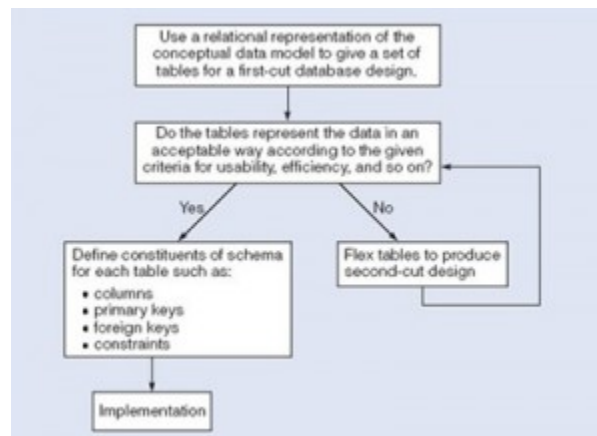 Use a relational representation of the
conceptual data model to give a set of
tables for a first-cut database design.
Do the tables represent the data in an
acceptable way according to the given
criteria for usability, efficiency, and so on?
Yes
No
Define constituents of schema
for each table such as:
• columns
• primary keys
• foreign keys
• constraints
Flex tables to produce
second-cut design
Implementation